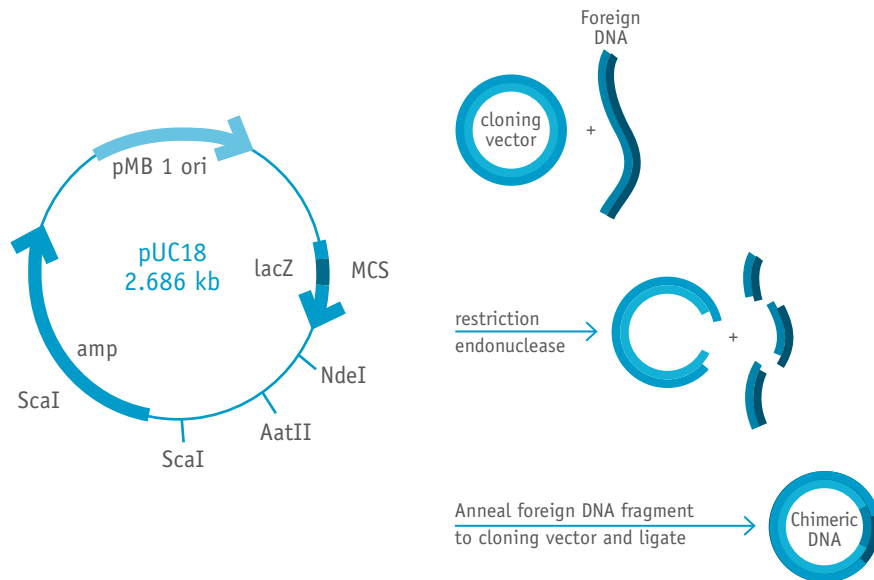 pMB 1 ori
pUC18
2.686 kb
lacZ
MCS
amp
NdeI
ScaI
AatII
ScaI
Foreign
DNA
cloning
vector
+
restriction
endonuclease
+
Anneal foreign DNA fragment
to cloning vector and ligate
Chimeric
DNA